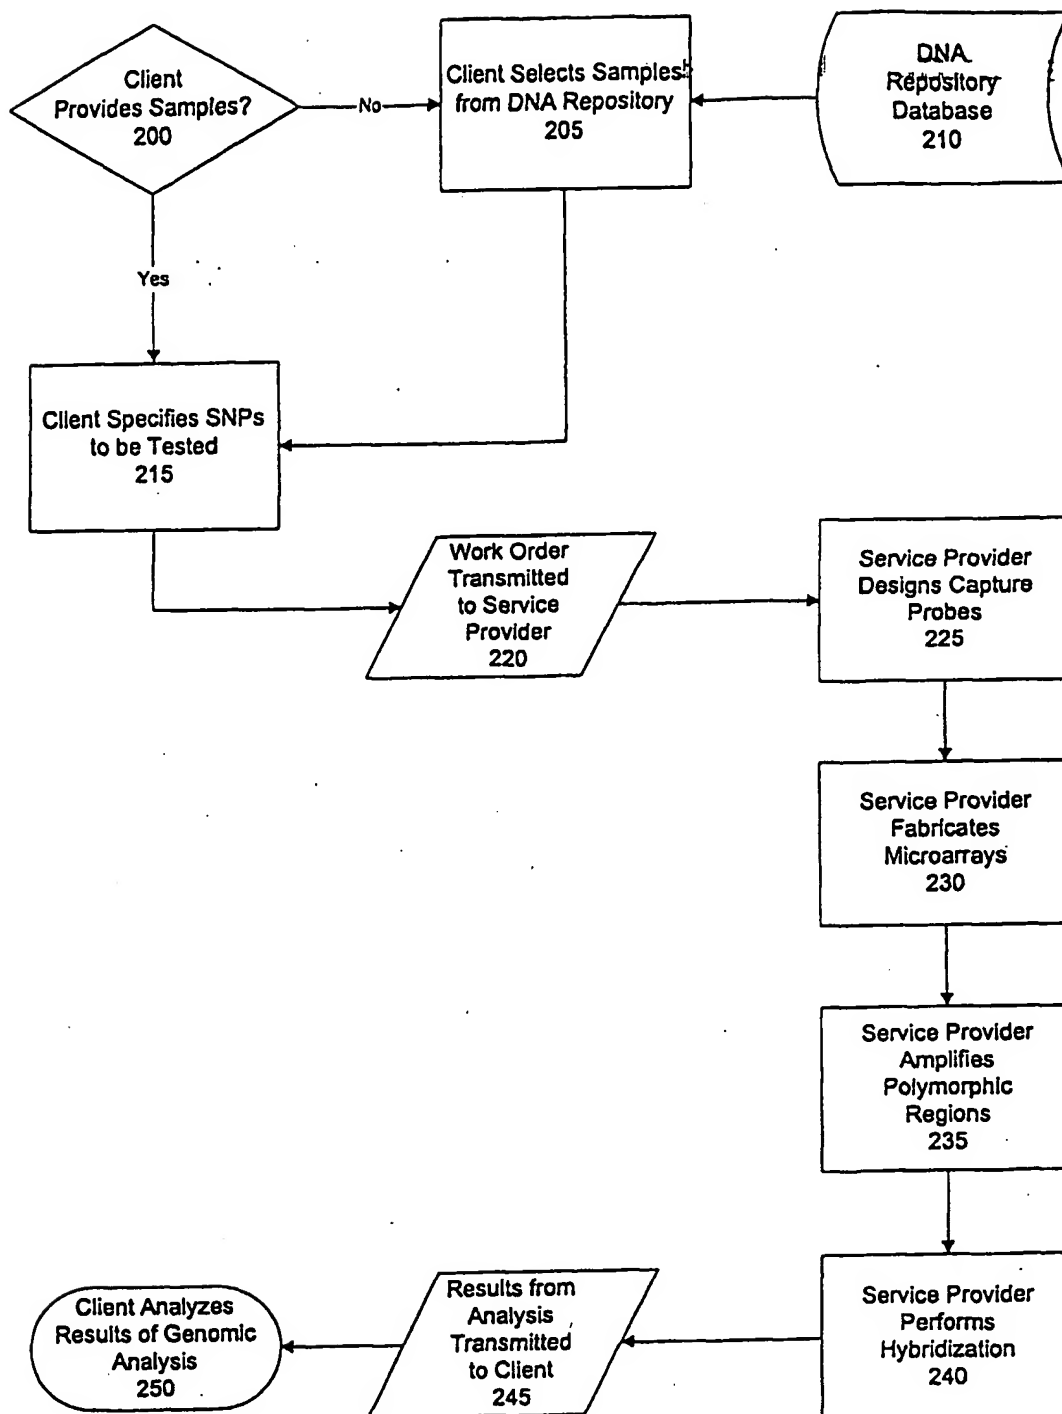 Client
Provides Samples?
200
No
Client Selects Samples
from DNA Repository
205
DNA
Repository
Database
210
Yes
Client Specifies SNPs
to be Tested
215
Work Order
Transmitted
to Service
Provider
220
Service Provider
Designs Capture
Probes
225
Service Provider
Fabricates
Microarrays
230
Service Provider
Amplifies
Polymorphic
Regions
235
Service Provider
Performs
Hybridization
240
Results from
Analysis
Transmitted
to Client
245
Client Analyzes
Results of Genomic
Analysis
250